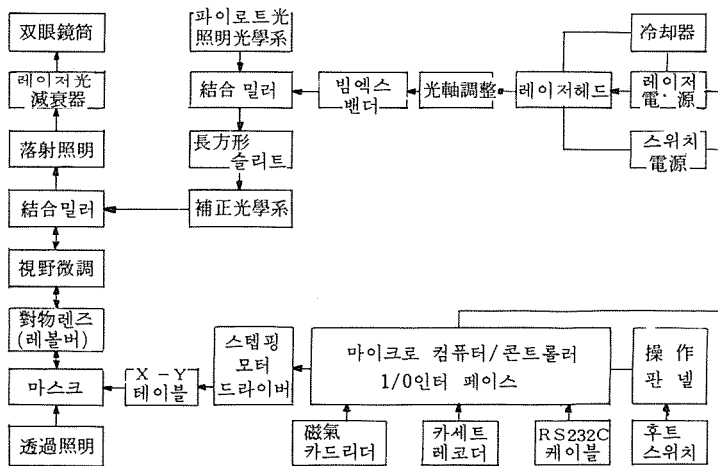 双眼鏡筒
레이저光
減衰器
落射照明
結合밀러
視野微調
對物렌즈
(레볼버)
마스크
透過照明
파이로트光
照明光學系
結合 밀러
長方形
슬리트
補正光學系
빔엑스
밴더
光軸調整
레이저헤드
冷却器
레이저
電·源
스위치
電源
X-Y
테이블
스텝핑
모터
드라이버
마이크로 컴퓨터/콘트롤러
1/0인터 페이스
操作
판넬
磁氣
카드리더
카세트
레코더
RS232C
케이블
후트
스위치